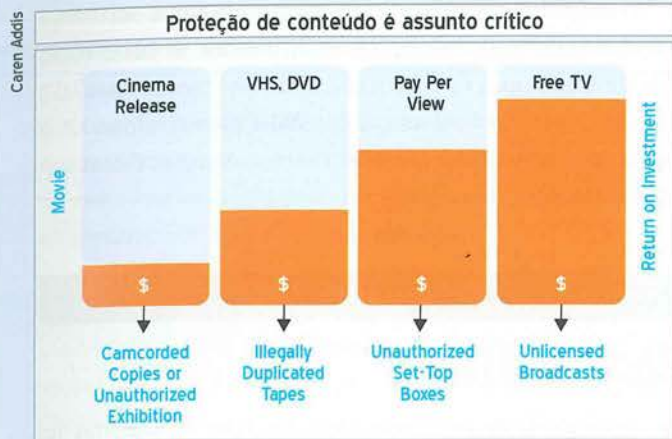 Caren Addis
Proteção de conteúdo é assunto crítico
Movie
Cinema
Release
VHS, DVD
Pay Per
View
Free TV
Return on Investment
$
$
$
$
Camcorded
Copies or
Unauthorized
Exhibition
Illegally
Duplicated
Tapes
Unauthorized
Set-Top
Boxes
Unlicensed
Broadcasts